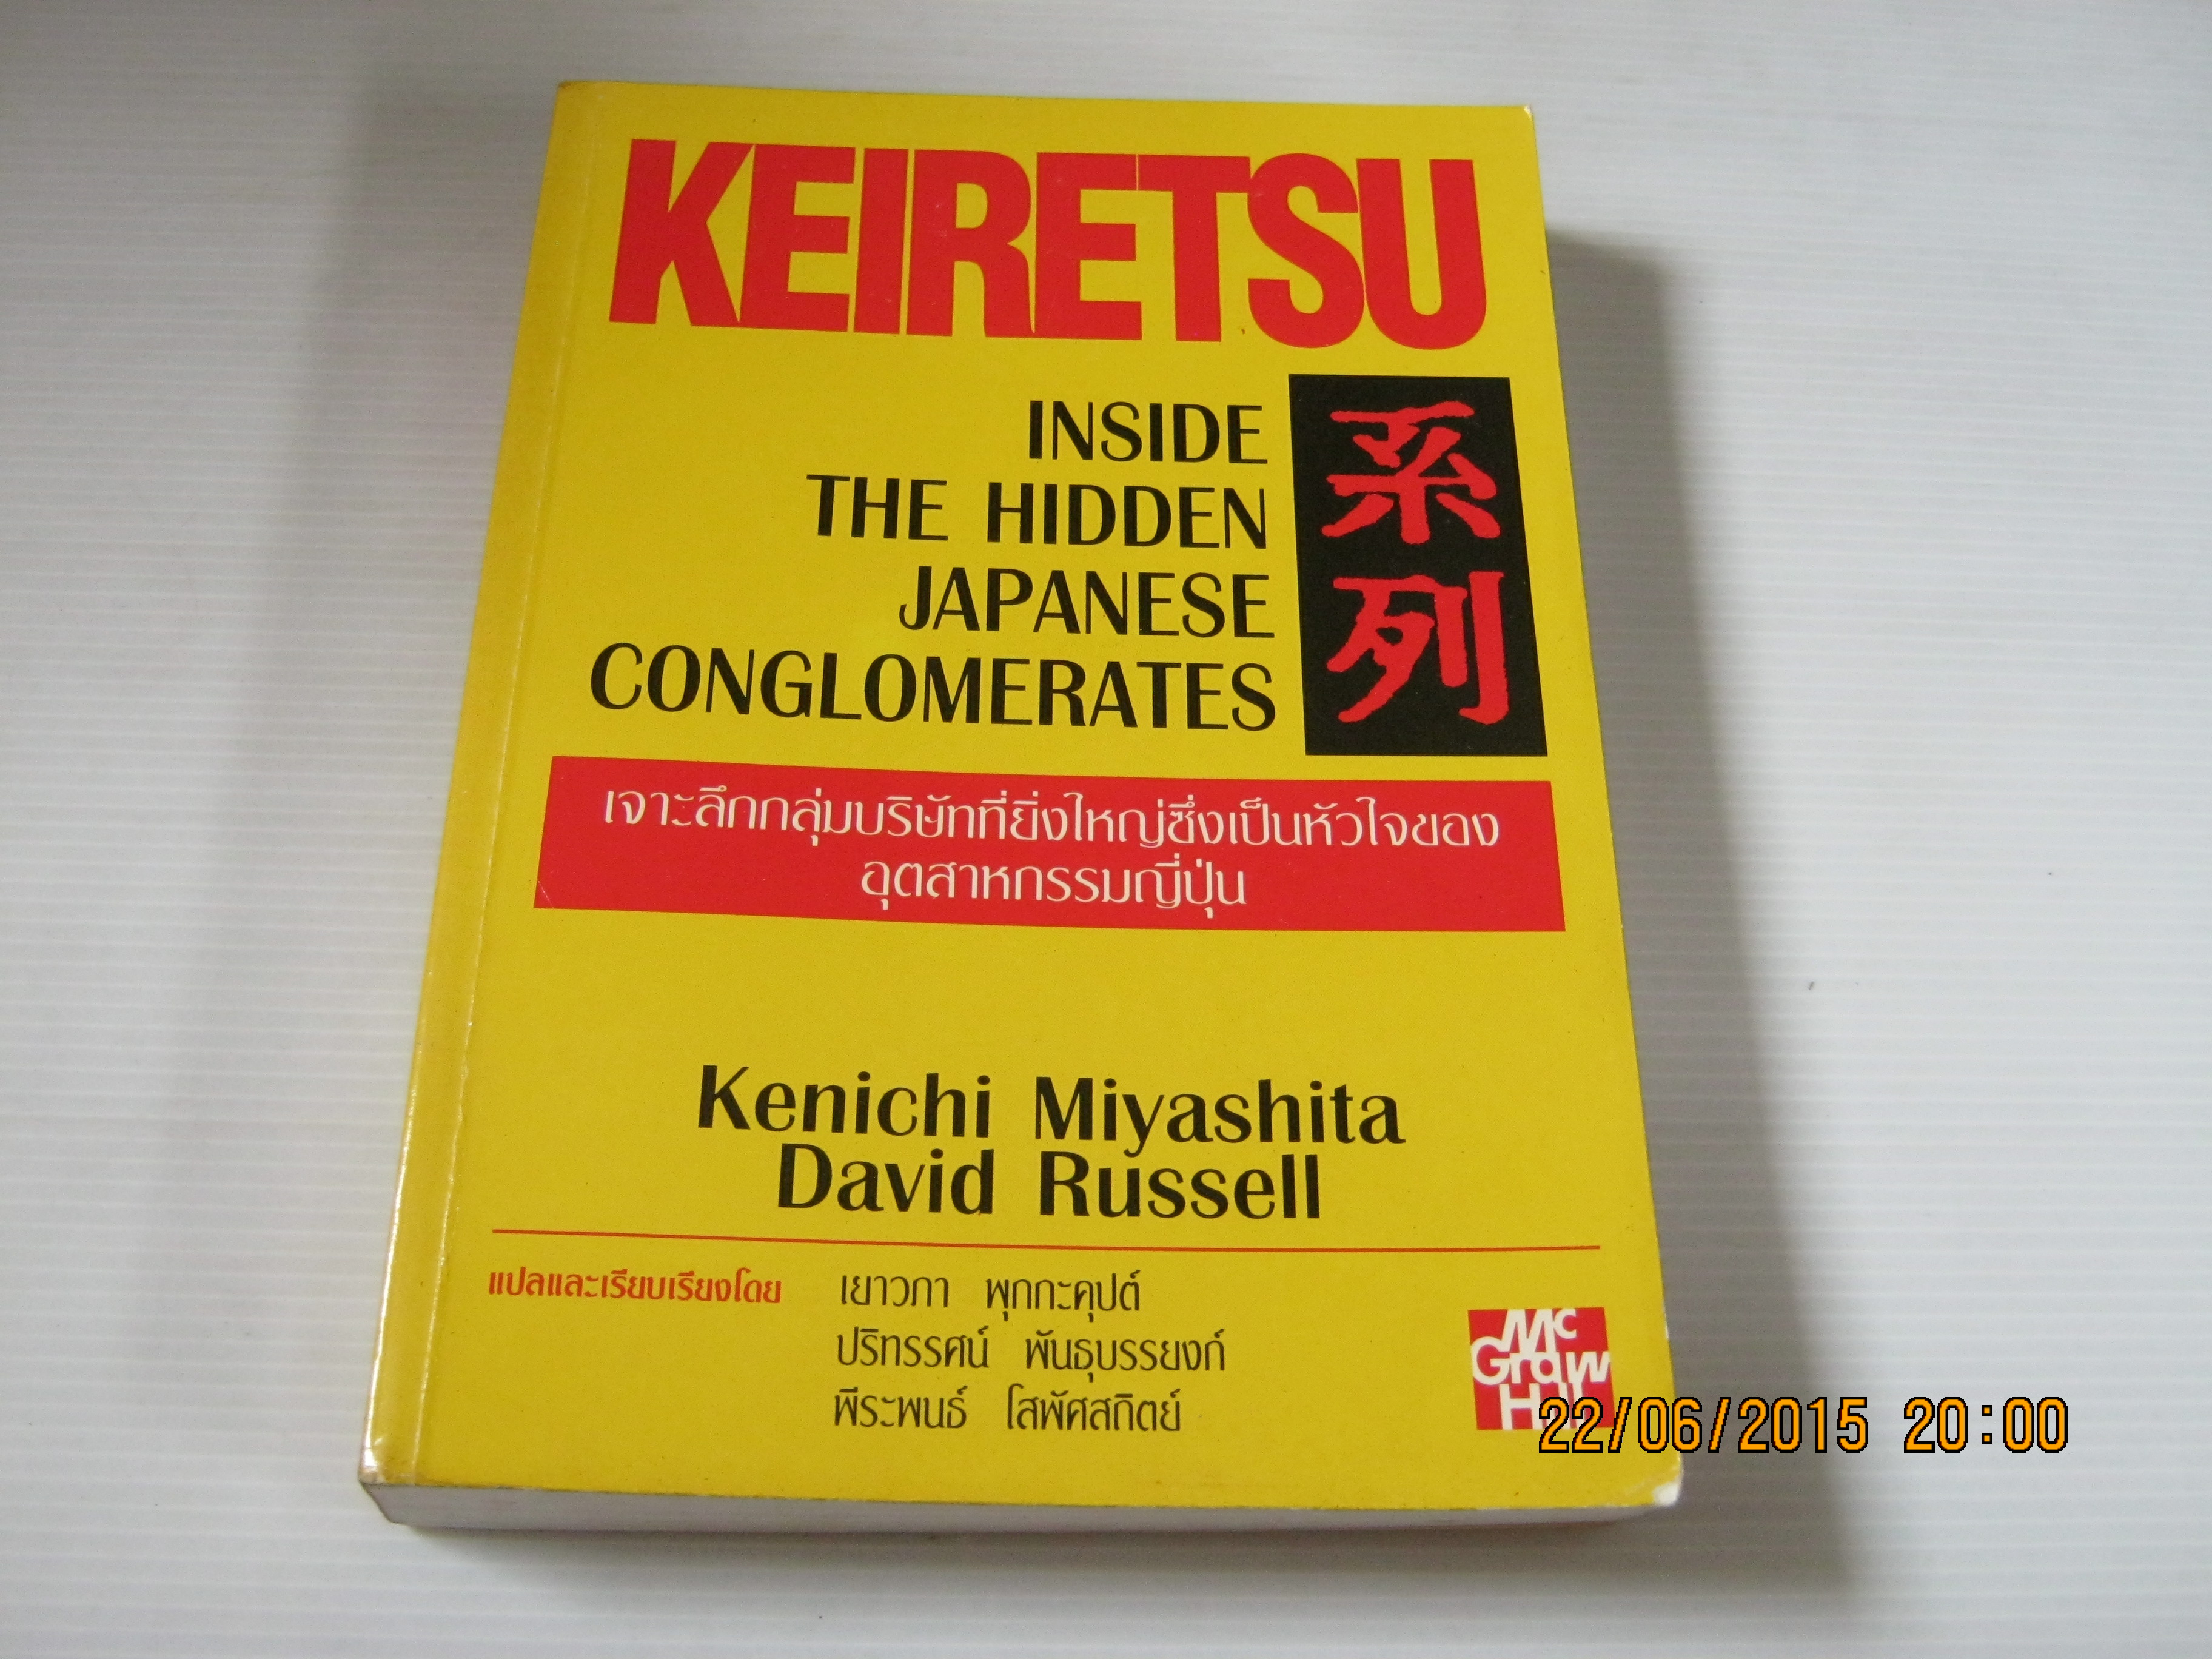 KEIRETSU
INSIDE
THE HIDDEN
JAPANESE
CONGLOMERATES
系列
เจาะลึกกลุ่มบริษัทที่ยิ่งใหญ่ซึ่งเป็นหัวใจของ
อุตสาหกรรมญี่ปุ่น
Kenichi Miyashita
David Russell
แปลและเรียบเรียงโดย เยาวภา พุกกะคุปต์
ปริทรรศน์ พันธุบรรยงก์
พีระพนธ์ โสพัศสถิตย์
Mc
Graw
Hill
22/06/2015 20:00